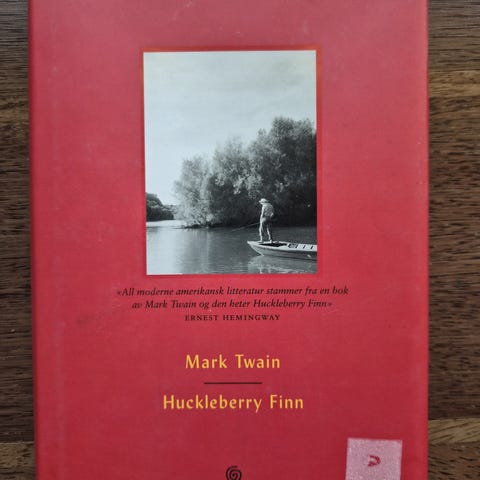 «All moderne amerikansk litteratur stammer fra en bok
av Mark Twain og den heter Huckleberry Finn»
ERNEST HEMINGWAY
Mark Twain
Huckleberry Finn